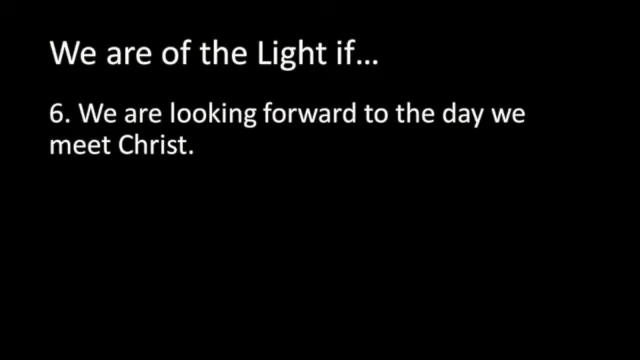 We are of the Light if...
6. We are looking forward to the day we
meet Christ.